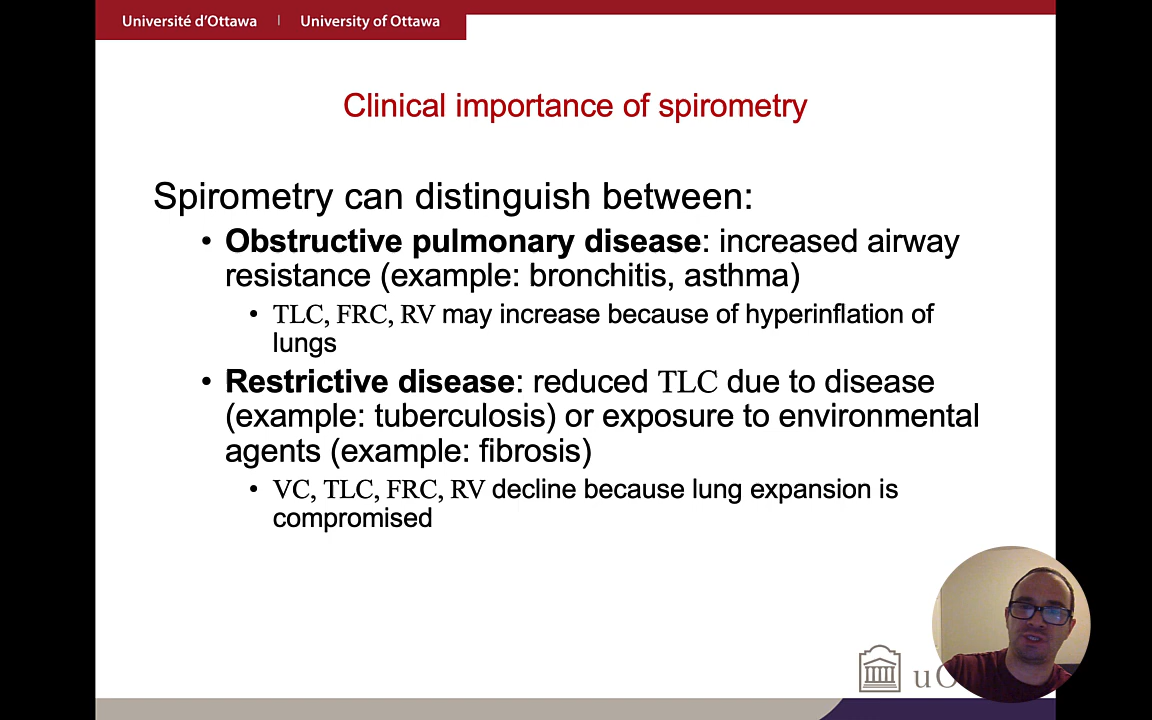 Université d'Ottawa | University of Ottawa
Clinical importance of spirometry
Spirometry can distinguish between:
• Obstructive pulmonary disease: increased airway
resistance (example: bronchitis, asthma)
• TLC, FRC, RV may increase because of hyperinflation of
lungs
• Restrictive disease: reduced TLC due to disease
(example: tuberculosis) or exposure to environmental
agents (example: fibrosis)
• VC, TLC, FRC, RV decline because lung expansion is
compromised